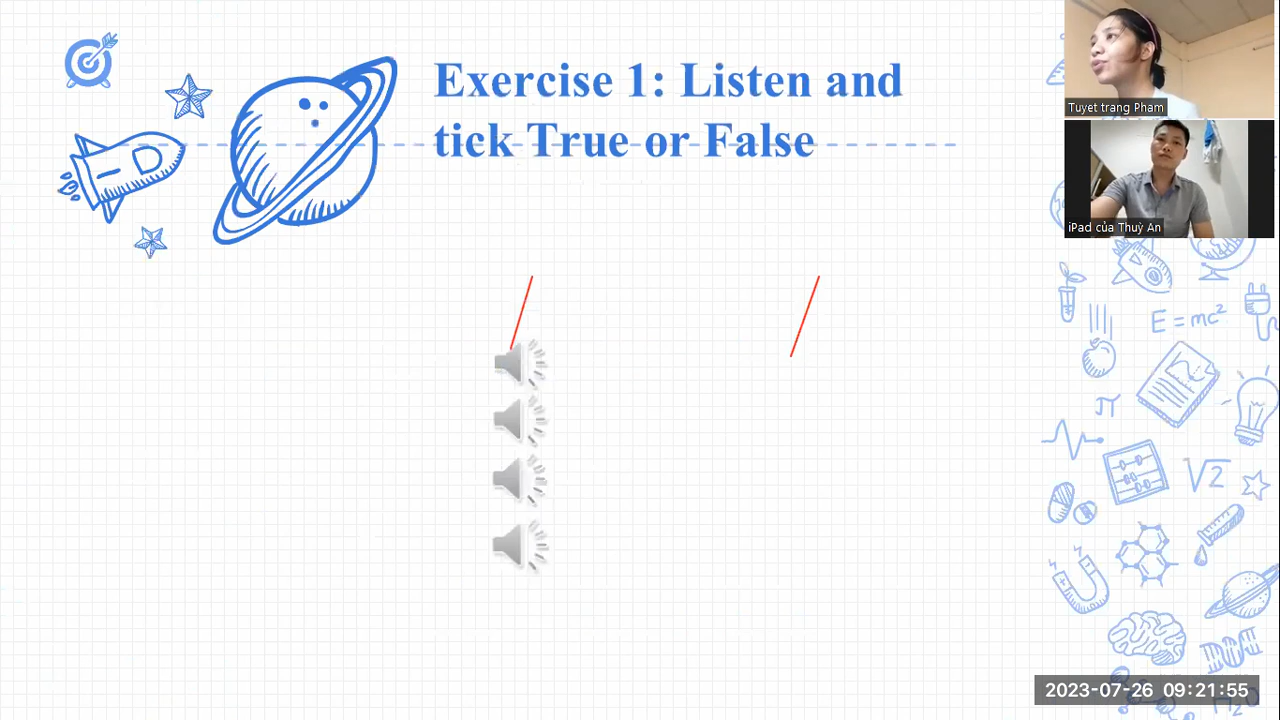 Exercise 1: Listen and
tick True or False
Tuyet trang Pham
iPad của Thuỳ An
E = mc²
π
√2
2023-07-26 09:21:55